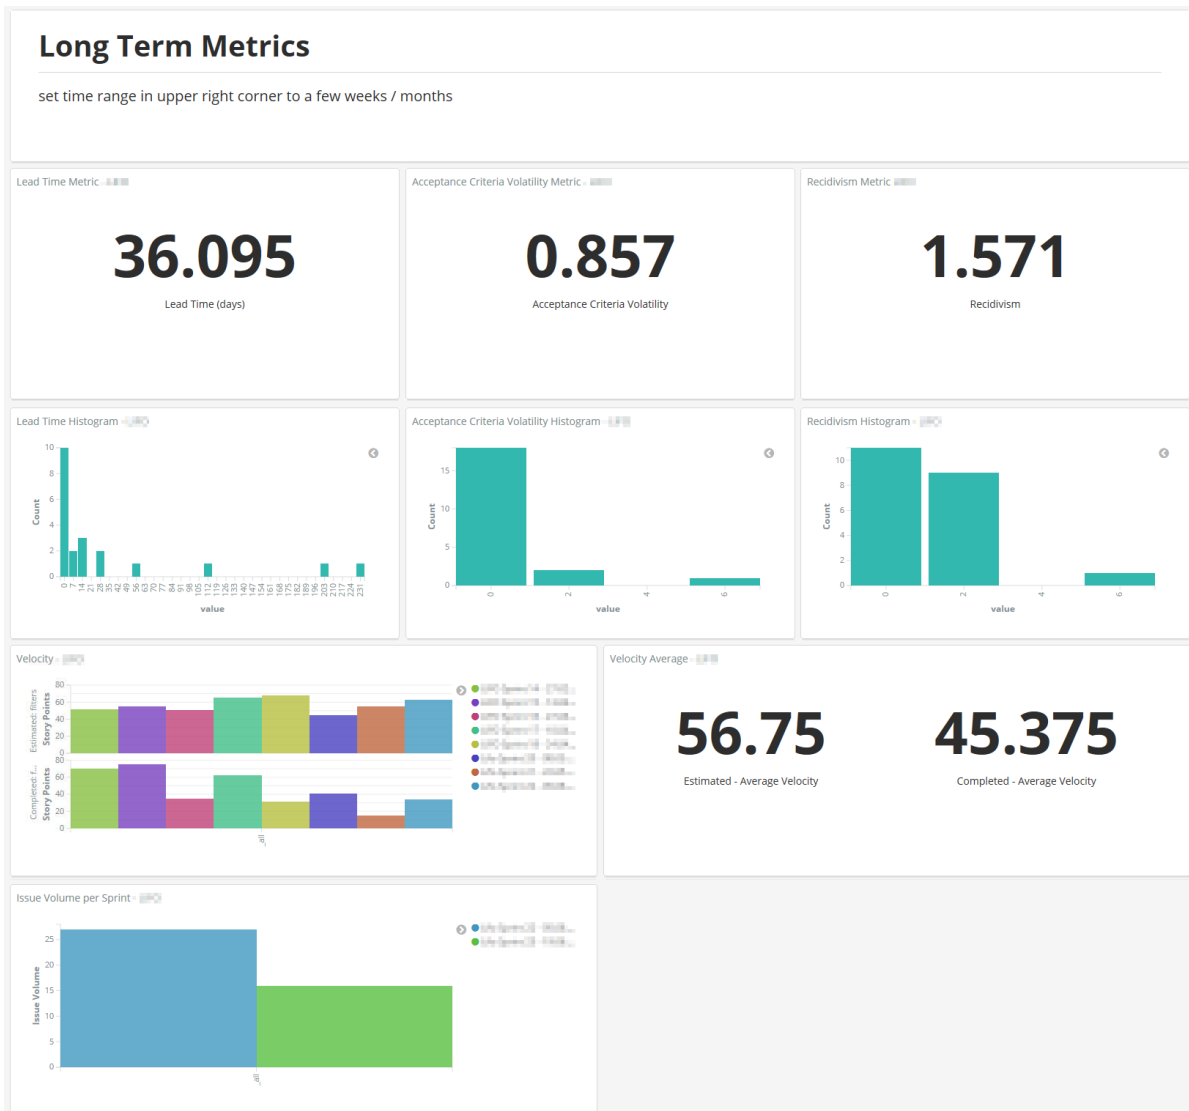 Long Term Metrics
set time range in upper right corner to a few weeks / months
Lead Time Metric -
36.095
Lead Time (days)
Acceptance Criteria Volatility Metric -
0.857
Acceptance Criteria Volatility
Recidivism Metric
1.571
Recidivism
Lead Time Histogram -
10
8
6
4
2
0
Count
0 7 14 21 28 35 42 49 56 63 70 77 84 91 98 105 112 119 126 133 140 147 154 161 168 175 182 189 196 203 210 217 224 231
value
Acceptance Criteria Volatility Histogram -
15
10
5
0
Count
0 2 4 6
value
Recidivism Histogram -
10
8
6
4
2
0
Count
0 2 4 6
value
Velocity -
80
60
40
20
0
Estimated: filters
Story Points
80
60
40
20
0
Completed: f...
Story Points
_all
Velocity Average -
56.75
Estimated - Average Velocity
45.375
Completed - Average Velocity
Issue Volume per Sprint -
25
20
15
10
5
0
Issue Volume
_all